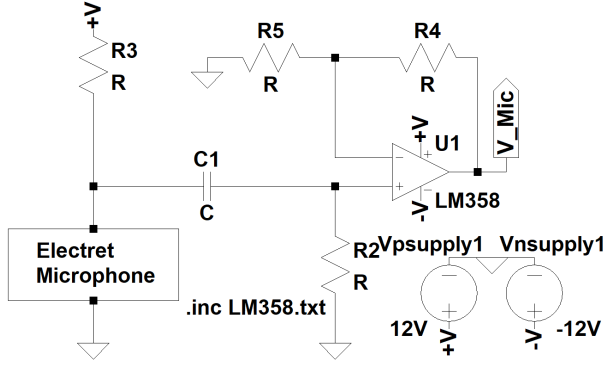 +V
R3
R
R5
R
R4
R
V_Mic
+V
U1
−
+
+
−
LM358
-V
C1
C
Electret
Microphone
R2
R
.inc LM358.txt
Vpsupply1
Vnsupply1
−
−
+
+
12V
-12V
+V
-V